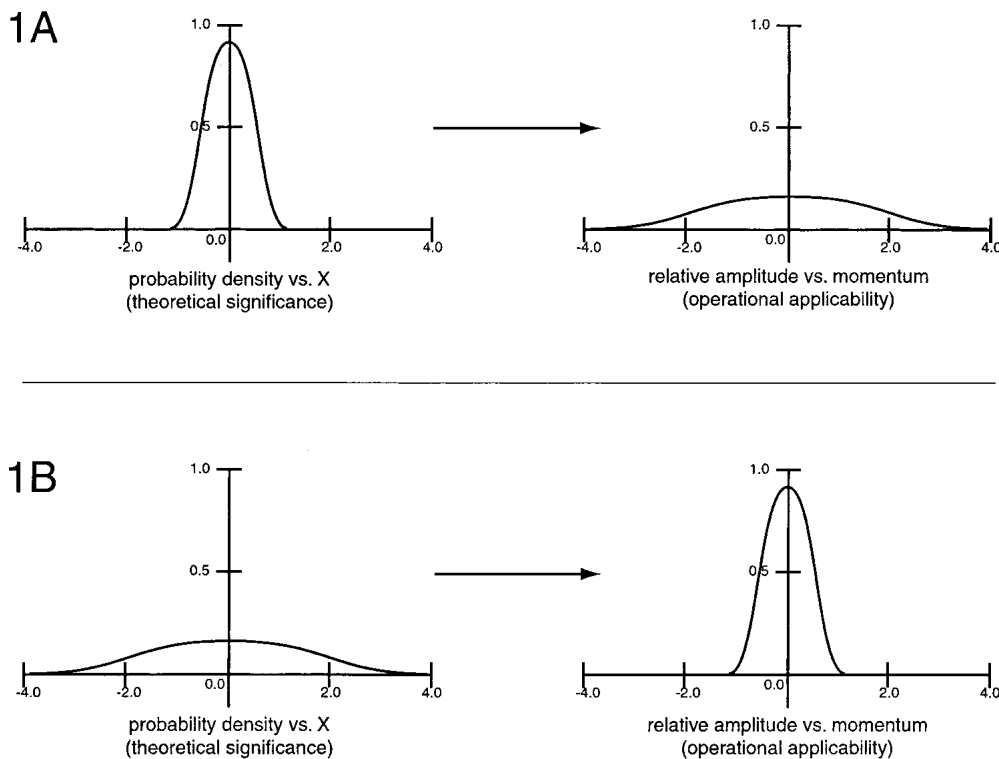 1A
1.0
0.5
-4.0 -2.0 0.0 2.0 4.0
probability density vs. X
(theoretical significance)
1.0
0.5
-4.0 -2.0 0.0 2.0 4.0
relative amplitude vs. momentum
(operational applicability)
1B
1.0
0.5
-4.0 -2.0 0.0 2.0 4.0
probability density vs. X
(theoretical significance)
1.0
0.5
-4.0 -2.0 0.0 2.0 4.0
relative amplitude vs. momentum
(operational applicability)